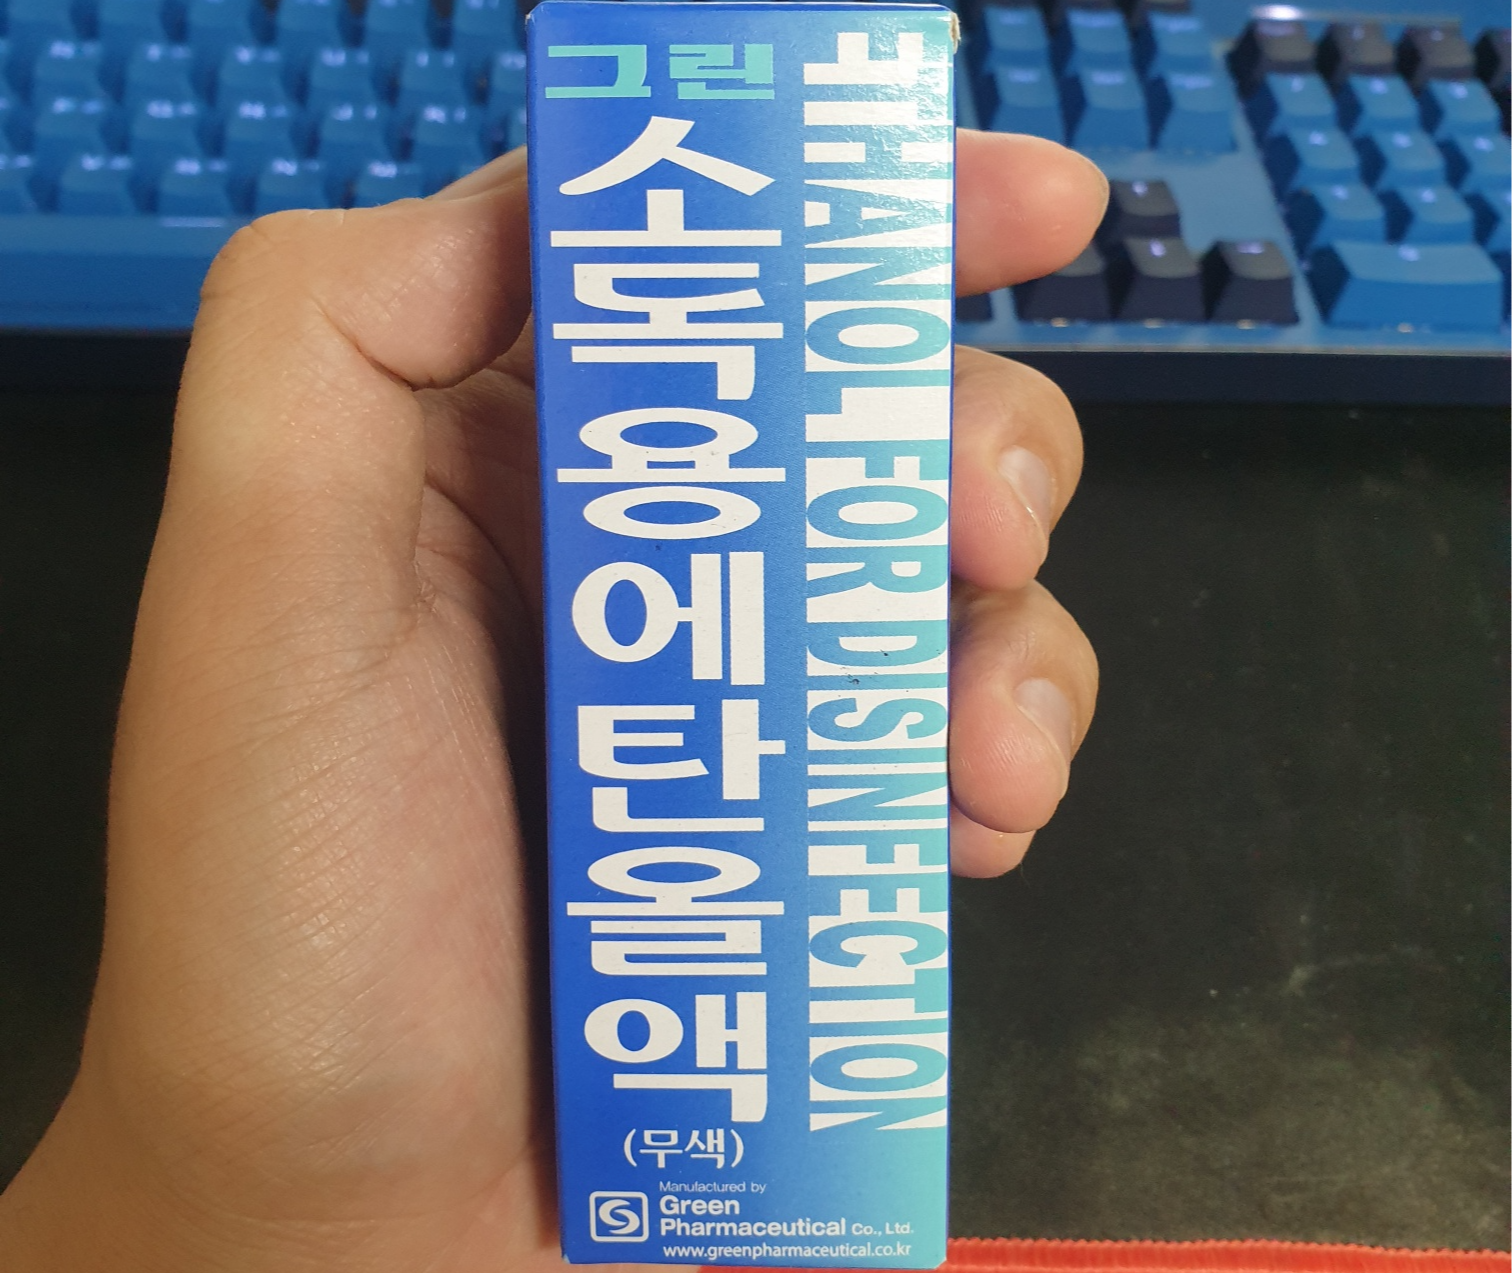 그린
소독용에탄올액
(무색)
ETHANOL FOR DISINFECTION
Manufactured by
Green
Pharmaceutical Co., Ltd.
www.greenpharmaceutical.co.kr